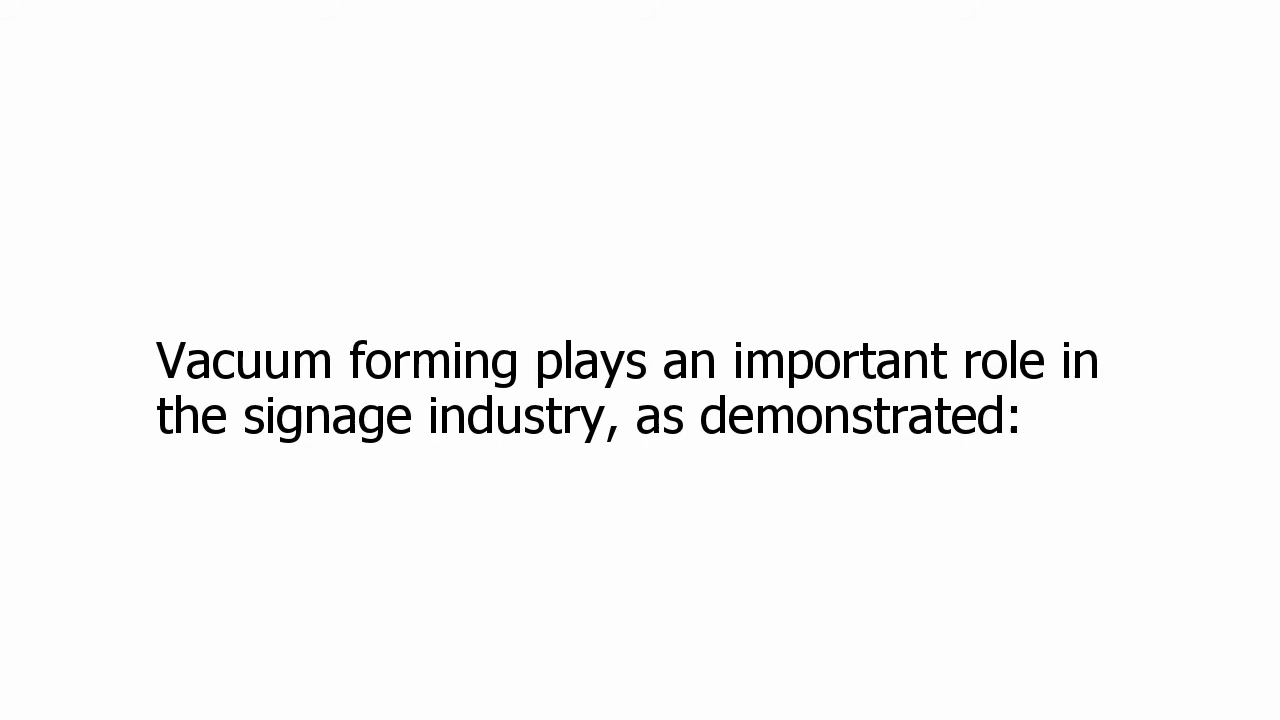 Vacuum forming plays an important role in
the signage industry, as demonstrated: